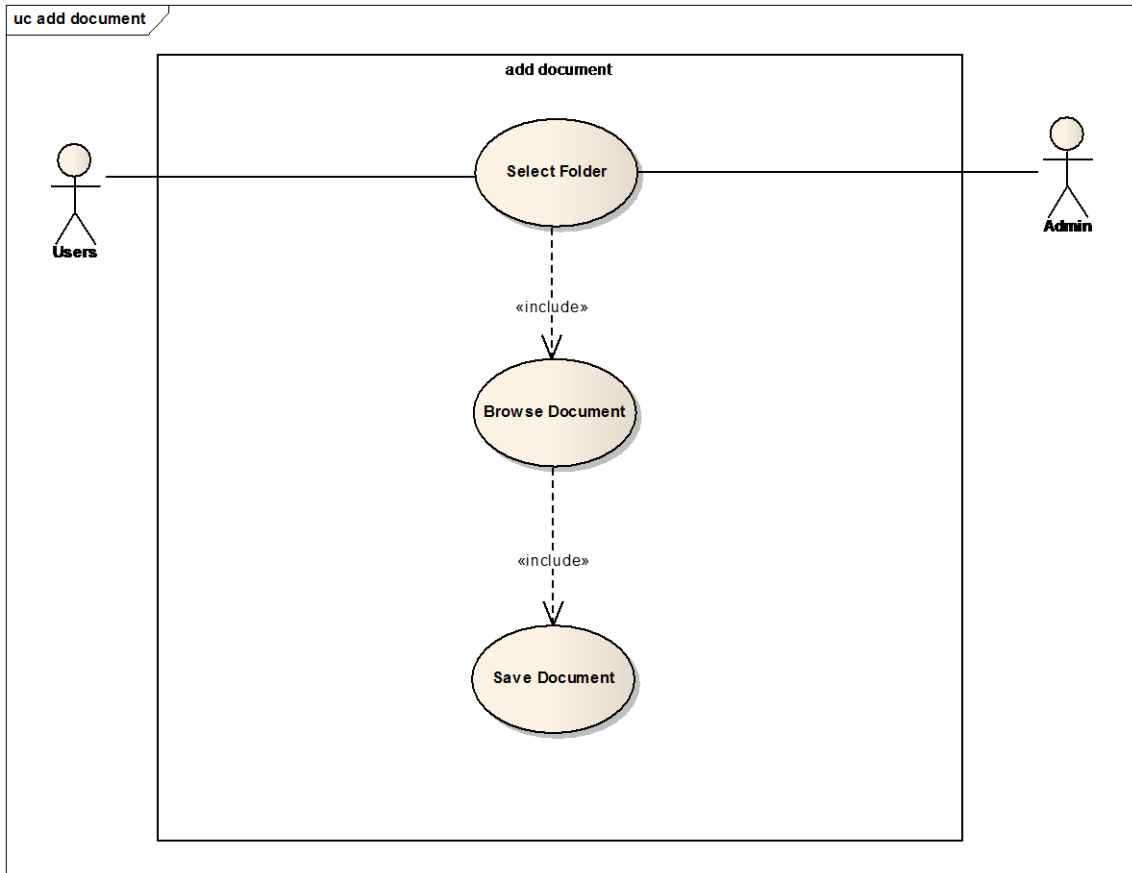 uc add document
add document
Select Folder
Users
Admin
«include»
Browse Document
«include»
Save Document